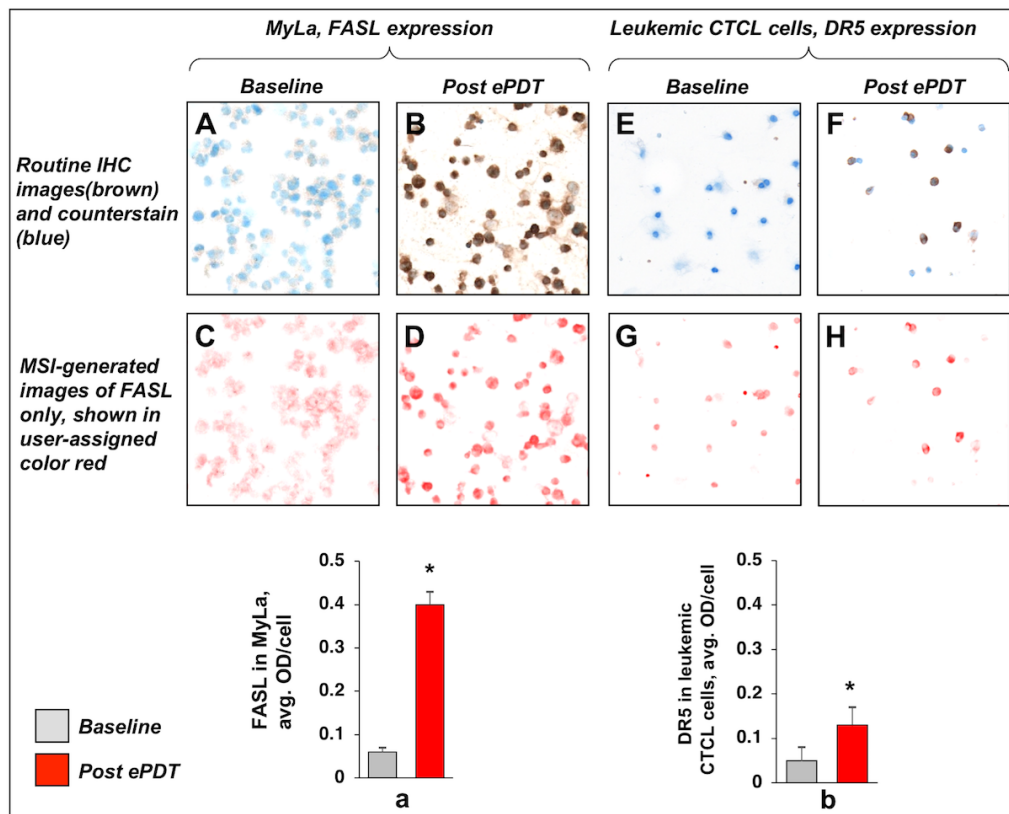 MyLa, FASL expression
Leukemic CTCL cells, DR5 expression
Baseline
Post ePDT
Baseline
Post ePDT
Routine IHC
images(brown)
and counterstain
(blue)
A
B
E
F
MSI-generated
images of FASL
only, shown in
user-assigned
color red
C
D
G
H
FASL in MyLa,
avg. OD/cell
0.5
0.4
0.3
0.2
0.1
0
*
a
DR5 in leukemic
CTCL cells, avg. OD/cell
0.5
0.4
0.3
0.2
0.1
0
*
b
Baseline
Post ePDT